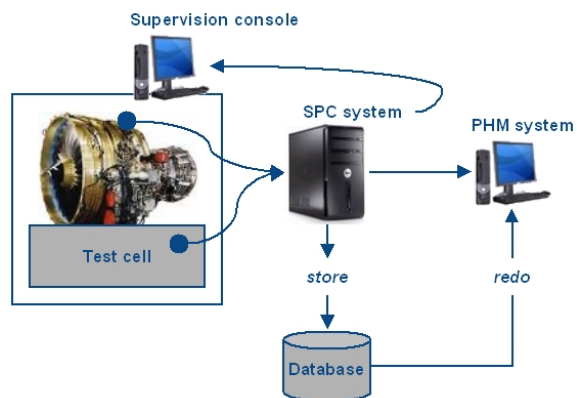 Supervision console
SPC system
PHM system
Test cell
store
redo
Database